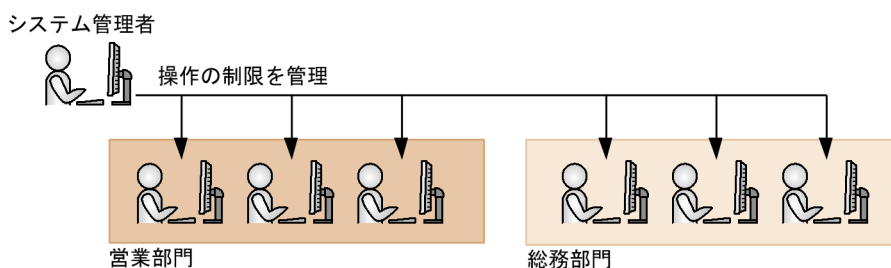 システム管理者
操作の制限を管理
営業部門
総務部門